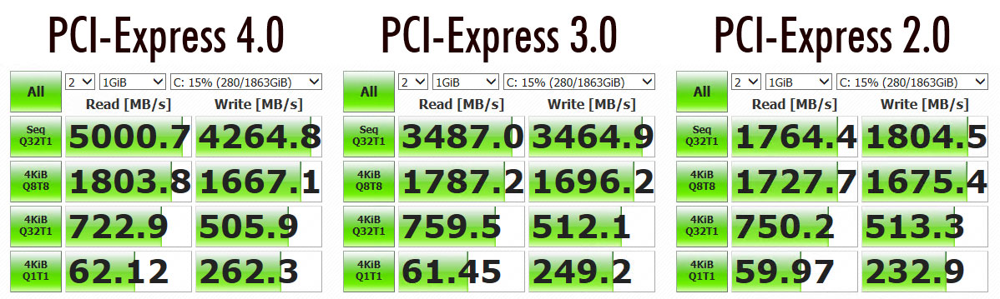 PCI-Express 4.0 PCI-Express 3.0 PCI-Express 2.0
All 2 1GiB C: 15% (280/1863GiB) All 2 1GiB C: 15% (280/1863GiB) All 2 1GiB C: 15% (280/1863GiB)
Read [MB/s] Write [MB/s] Read [MB/s] Write [MB/s] Read [MB/s] Write [MB/s]
Seq Q32T1 5000.7 4264.8 Seq Q32T1 3487.0 3464.9 Seq Q32T1 1764.4 1804.5
4KiB Q8T8 1803.8 1667.1 4KiB Q8T8 1787.2 1696.2 4KiB Q8T8 1727.7 1675.4
4KiB Q32T1 722.9 505.9 4KiB Q32T1 759.5 512.1 4KiB Q32T1 750.2 513.3
4KiB Q1T1 62.12 262.3 4KiB Q1T1 61.45 249.2 4KiB Q1T1 59.97 232.9